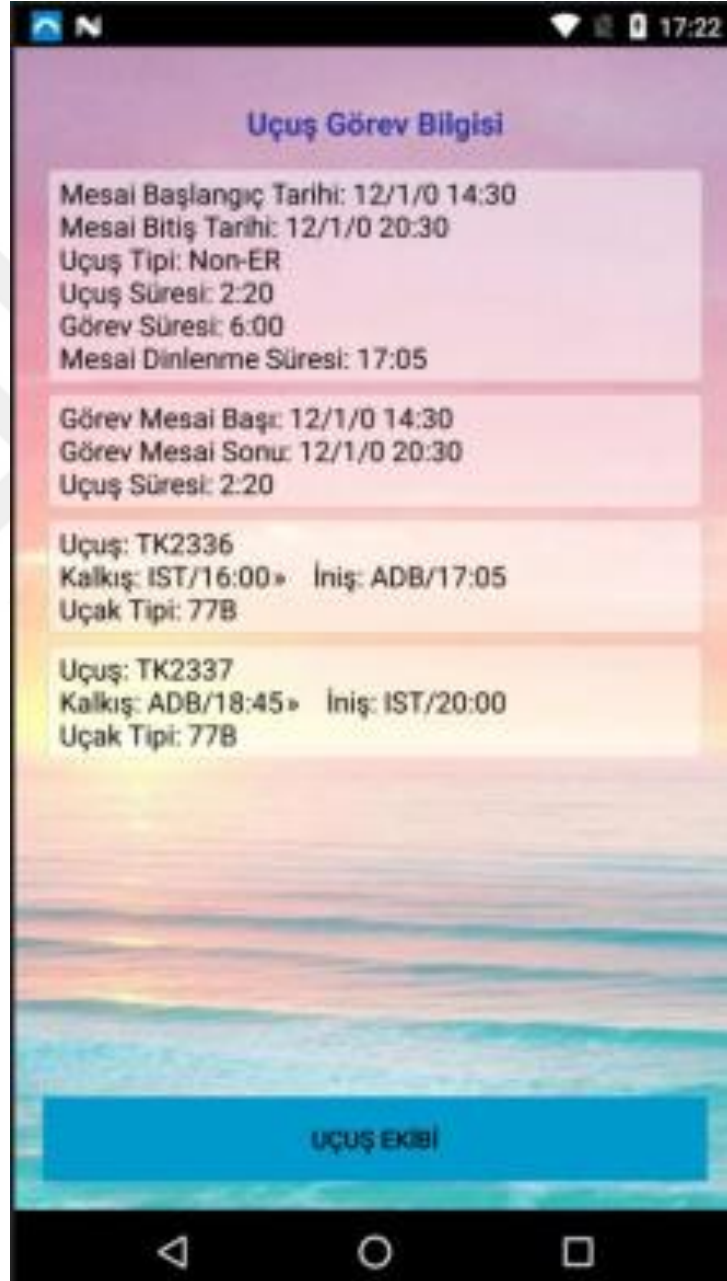 17:22
Uçuş Görev Bilgisi
Mesai Başlangıç Tarihi: 12/1/0 14:30
Mesai Bitiş Tarihi: 12/1/0 20:30
Uçuş Tipi: Non-ER
Uçuş Süresi: 2:20
Görev Süresi: 6:00
Mesai Dinlenme Süresi: 17:05
Görev Mesai Başı: 12/1/0 14:30
Görev Mesai Sonu: 12/1/0 20:30
Uçuş Süresi: 2:20
Uçuş: TK2336
Kalkış: IST/16:00» İniş: ADB/17:05
Uçak Tipi: 77B
Uçuş: TK2337
Kalkış: ADB/18:45» İniş: IST/20:00
Uçak Tipi: 77B
UÇUŞ EKİBİ